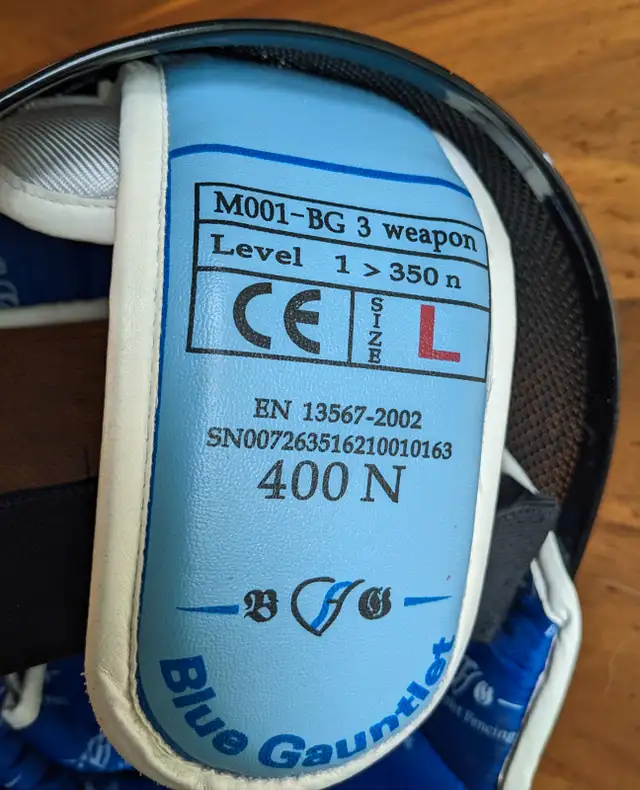 M001-BG 3 weapon
Level 1 > 350 n
CE
SIZE
L
EN 13567-2002
SN007263516210010163
400 N
B G
Blue Gauntlet